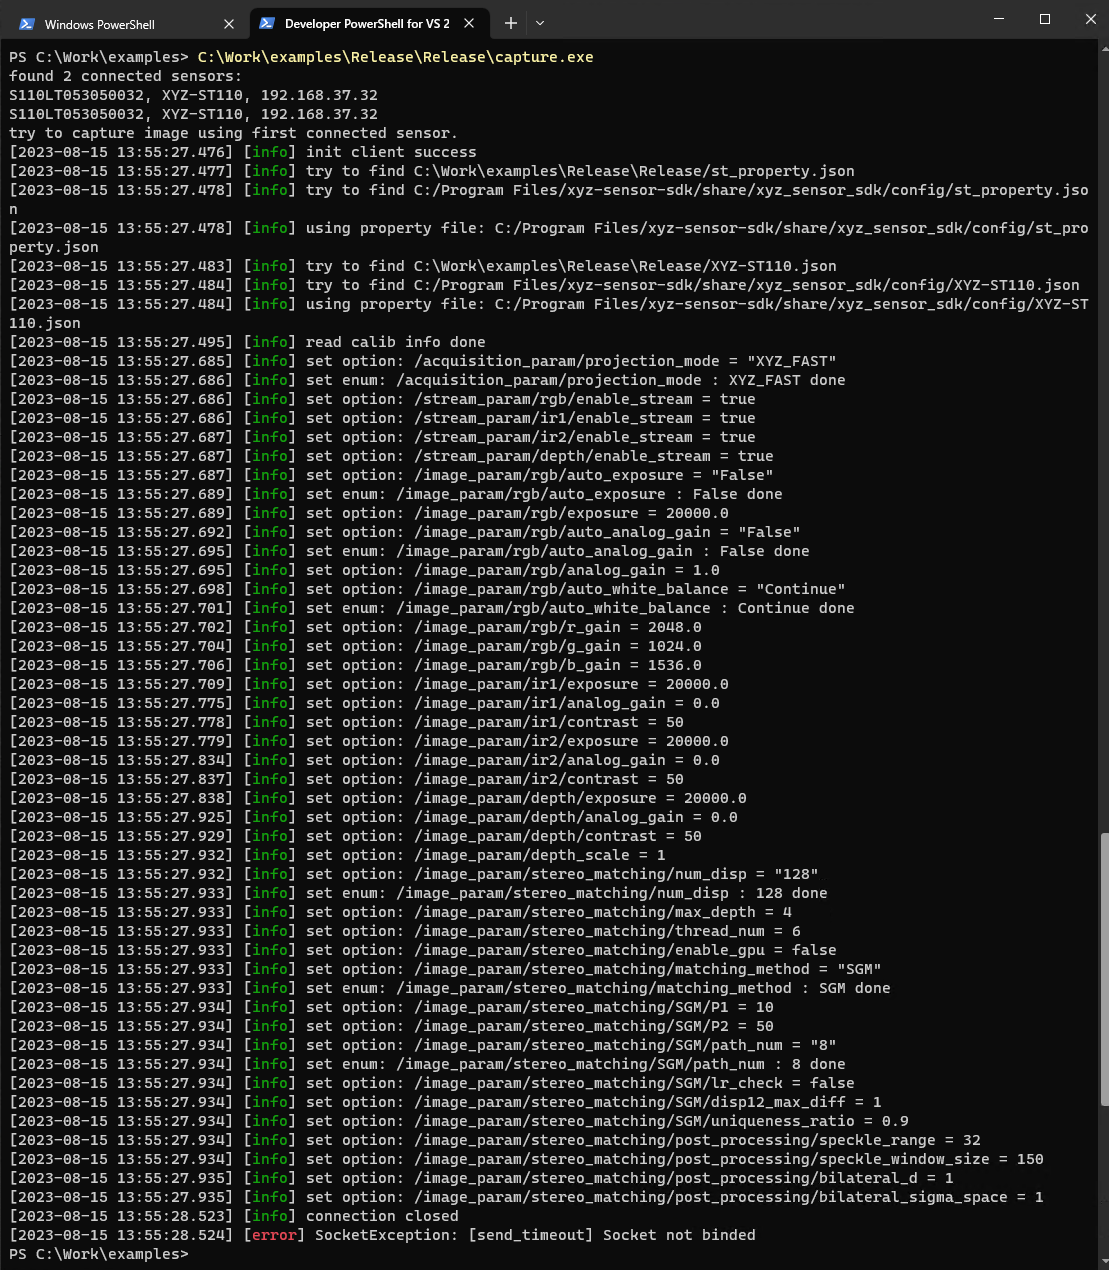 Windows PowerShell
Developer PowerShell for VS 2
PS C:\Work\examples> C:\Work\examples\Release\Release\capture.exe
found 2 connected sensors:
S110LT053050032, XYZ-ST110, 192.168.37.32
S110LT053050032, XYZ-ST110, 192.168.37.32
try to capture image using first connected sensor.
[2023-08-15 13:55:27.476] [info] init client success
[2023-08-15 13:55:27.477] [info] try to find C:\Work\examples\Release\Release/st_property.json
[2023-08-15 13:55:27.478] [info] try to find C:/Program Files/xyz-sensor-sdk/share/xyz_sensor_sdk/config/st_property.jso
n
[2023-08-15 13:55:27.478] [info] using property file: C:/Program Files/xyz-sensor-sdk/share/xyz_sensor_sdk/config/st_pro
perty.json
[2023-08-15 13:55:27.483] [info] try to find C:\Work\examples\Release\Release/XYZ-ST110.json
[2023-08-15 13:55:27.484] [info] try to find C:/Program Files/xyz-sensor-sdk/share/xyz_sensor_sdk/config/XYZ-ST110.json
[2023-08-15 13:55:27.484] [info] using property file: C:/Program Files/xyz-sensor-sdk/share/xyz_sensor_sdk/config/XYZ-ST
110.json
[2023-08-15 13:55:27.495] [info] read calib info done
[2023-08-15 13:55:27.685] [info] set option: /acquisition_param/projection_mode = "XYZ_FAST"
[2023-08-15 13:55:27.686] [info] set enum: /acquisition_param/projection_mode : XYZ_FAST done
[2023-08-15 13:55:27.686] [info] set option: /stream_param/rgb/enable_stream = true
[2023-08-15 13:55:27.686] [info] set option: /stream_param/ir1/enable_stream = true
[2023-08-15 13:55:27.687] [info] set option: /stream_param/ir2/enable_stream = true
[2023-08-15 13:55:27.687] [info] set option: /stream_param/depth/enable_stream = true
[2023-08-15 13:55:27.687] [info] set option: /image_param/rgb/auto_exposure = "False"
[2023-08-15 13:55:27.689] [info] set enum: /image_param/rgb/auto_exposure : False done
[2023-08-15 13:55:27.689] [info] set option: /image_param/rgb/exposure = 20000.0
[2023-08-15 13:55:27.692] [info] set option: /image_param/rgb/auto_analog_gain = "False"
[2023-08-15 13:55:27.695] [info] set enum: /image_param/rgb/auto_analog_gain : False done
[2023-08-15 13:55:27.695] [info] set option: /image_param/rgb/analog_gain = 1.0
[2023-08-15 13:55:27.698] [info] set option: /image_param/rgb/auto_white_balance = "Continue"
[2023-08-15 13:55:27.701] [info] set enum: /image_param/rgb/auto_white_balance : Continue done
[2023-08-15 13:55:27.702] [info] set option: /image_param/rgb/r_gain = 2048.0
[2023-08-15 13:55:27.704] [info] set option: /image_param/rgb/g_gain = 1024.0
[2023-08-15 13:55:27.706] [info] set option: /image_param/rgb/b_gain = 1536.0
[2023-08-15 13:55:27.709] [info] set option: /image_param/ir1/exposure = 20000.0
[2023-08-15 13:55:27.775] [info] set option: /image_param/ir1/analog_gain = 0.0
[2023-08-15 13:55:27.778] [info] set option: /image_param/ir1/contrast = 50
[2023-08-15 13:55:27.779] [info] set option: /image_param/ir2/exposure = 20000.0
[2023-08-15 13:55:27.834] [info] set option: /image_param/ir2/analog_gain = 0.0
[2023-08-15 13:55:27.837] [info] set option: /image_param/ir2/contrast = 50
[2023-08-15 13:55:27.838] [info] set option: /image_param/depth/exposure = 20000.0
[2023-08-15 13:55:27.925] [info] set option: /image_param/depth/analog_gain = 0.0
[2023-08-15 13:55:27.929] [info] set option: /image_param/depth/contrast = 50
[2023-08-15 13:55:27.932] [info] set option: /image_param/depth_scale = 1
[2023-08-15 13:55:27.932] [info] set option: /image_param/stereo_matching/num_disp = "128"
[2023-08-15 13:55:27.933] [info] set enum: /image_param/stereo_matching/num_disp : 128 done
[2023-08-15 13:55:27.933] [info] set option: /image_param/stereo_matching/max_depth = 4
[2023-08-15 13:55:27.933] [info] set option: /image_param/stereo_matching/thread_num = 6
[2023-08-15 13:55:27.933] [info] set option: /image_param/stereo_matching/enable_gpu = false
[2023-08-15 13:55:27.933] [info] set option: /image_param/stereo_matching/matching_method = "SGM"
[2023-08-15 13:55:27.933] [info] set enum: /image_param/stereo_matching/matching_method : SGM done
[2023-08-15 13:55:27.934] [info] set option: /image_param/stereo_matching/SGM/P1 = 10
[2023-08-15 13:55:27.934] [info] set option: /image_param/stereo_matching/SGM/P2 = 50
[2023-08-15 13:55:27.934] [info] set option: /image_param/stereo_matching/SGM/path_num = "8"
[2023-08-15 13:55:27.934] [info] set enum: /image_param/stereo_matching/SGM/path_num : 8 done
[2023-08-15 13:55:27.934] [info] set option: /image_param/stereo_matching/SGM/lr_check = false
[2023-08-15 13:55:27.934] [info] set option: /image_param/stereo_matching/SGM/disp12_max_diff = 1
[2023-08-15 13:55:27.934] [info] set option: /image_param/stereo_matching/SGM/uniqueness_ratio = 0.9
[2023-08-15 13:55:27.934] [info] set option: /image_param/stereo_matching/post_processing/speckle_range = 32
[2023-08-15 13:55:27.934] [info] set option: /image_param/stereo_matching/post_processing/speckle_window_size = 150
[2023-08-15 13:55:27.935] [info] set option: /image_param/stereo_matching/post_processing/bilateral_d = 1
[2023-08-15 13:55:27.935] [info] set option: /image_param/stereo_matching/post_processing/bilateral_sigma_space = 1
[2023-08-15 13:55:28.523] [info] connection closed
[2023-08-15 13:55:28.524] [error] SocketException: [send_timeout] Socket not binded
PS C:\Work\examples>